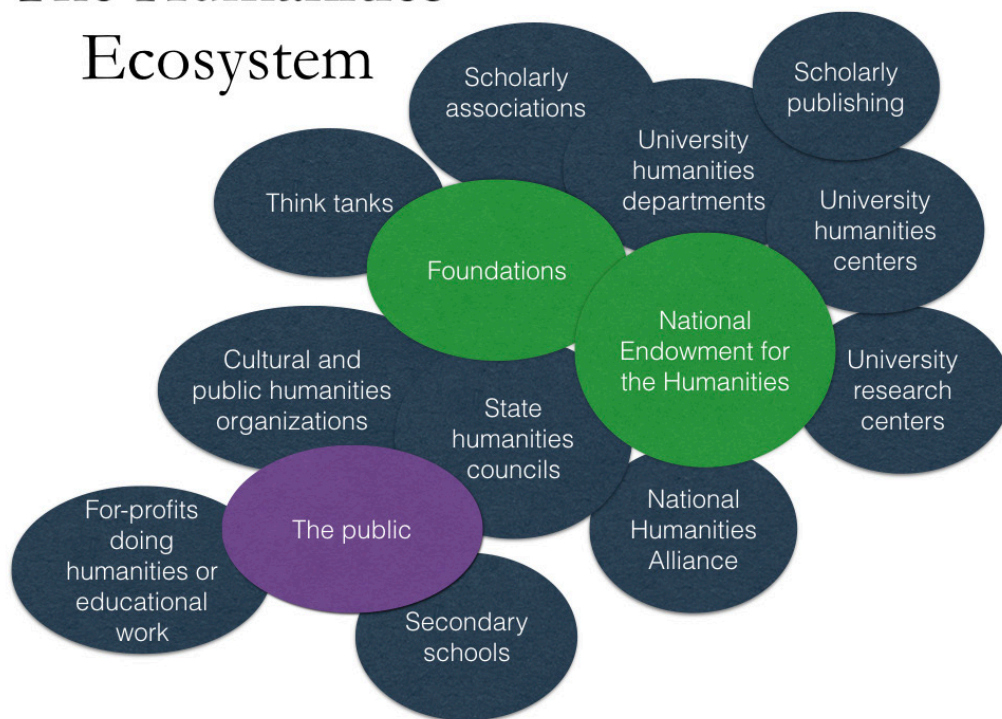 The Humanities
Ecosystem
Scholarly
associations
Scholarly
publishing
University
humanities
departments
Think tanks
University
humanities
centers
Foundations
National
Endowment for
the Humanities
Cultural and
public humanities
organizations
University
research
centers
State
humanities
councils
For-profits
doing
humanities or
educational
work
The public
National
Humanities
Alliance
Secondary
schools